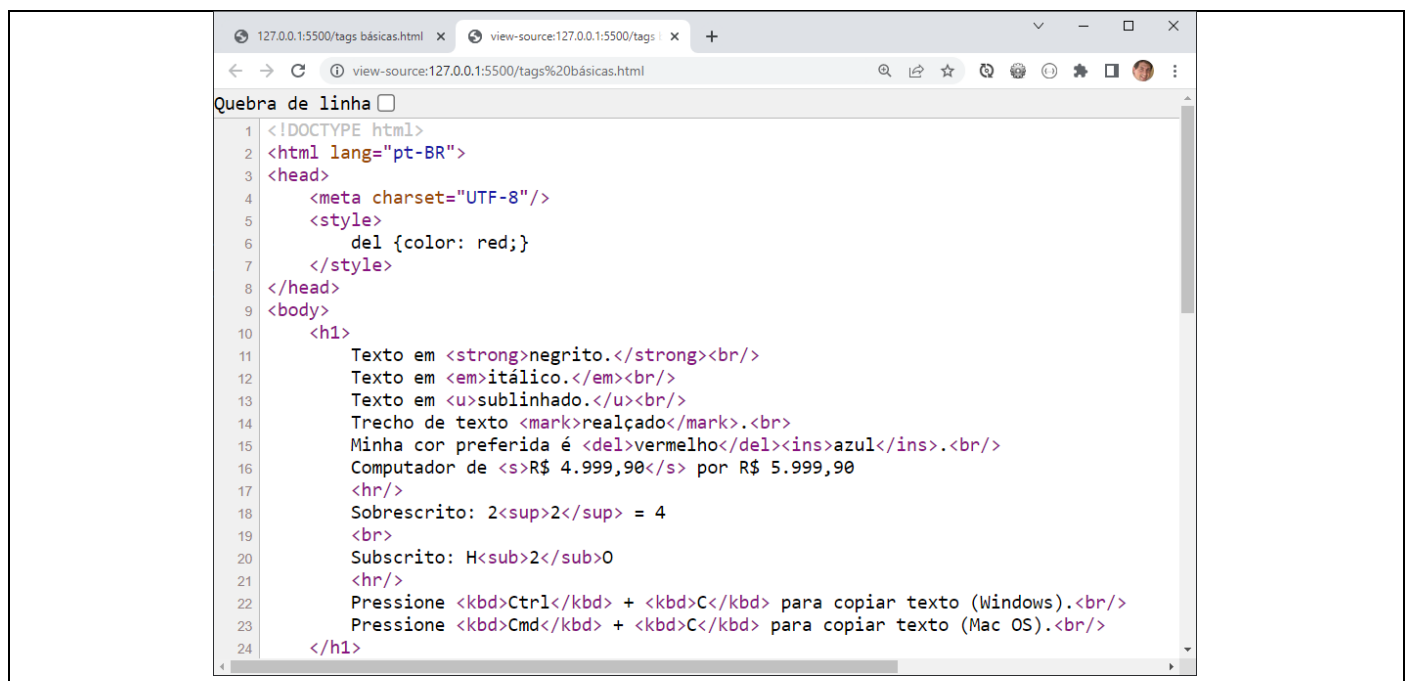 127.0.0.1:5500/tags básicas.html
view-source:127.0.0.1:5500/tags
view-source:127.0.0.1:5500/tags%20básicas.html
Quebra de linha
1 <!DOCTYPE html>
2 <html lang="pt-BR">
3 <head>
4 <meta charset="UTF-8"/>
5 <style>
6 del {color: red;}
7 </style>
8 </head>
9 <body>
10 <h1>
11 Texto em <strong>negrito.</strong><br/>
12 Texto em <em>itálico.</em><br/>
13 Texto em <u>sublinhado.</u><br/>
14 Trecho de texto <mark>realçado</mark>.<br>
15 Minha cor preferida é <del>vermelho</del><ins>azul</ins>.<br/>
16 Computador de <s>R$ 4.999,90</s> por R$ 5.999,90
17 <hr/>
18 Sobrescrito: 2<sup>2</sup> = 4
19 <br>
20 Subscrito: H<sub>2</sub>O
21 <hr/>
22 Pressione <kbd>Ctrl</kbd> + <kbd>C</kbd> para copiar texto (Windows).<br/>
23 Pressione <kbd>Cmd</kbd> + <kbd>C</kbd> para copiar texto (Mac OS).<br/>
24 </h1>